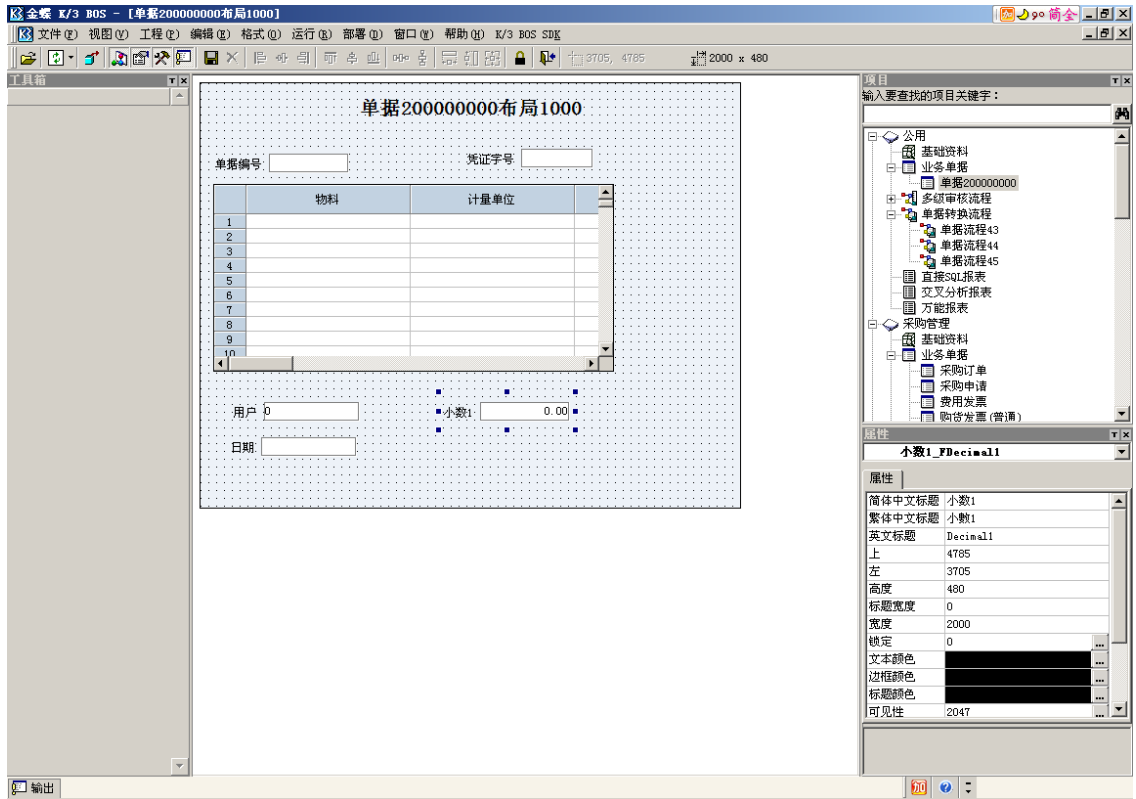 金蝶 K/3 BOS - [单据200000000布局1000]
简全
文件(F) 视图(V) 工程(P) 编辑(E) 格式(O) 运行(R) 部署(D) 窗口(W) 帮助(H) K/3 BOS SDK
3705, 4785 2000 x 480
工具箱
单据200000000布局1000
单据编号:
凭证字号:
物料 计量单位
1
2
3
4
5
6
7
8
9
10
用户: 0
小数1: 0.00
日期:
项目
输入要查找的项目关键字:
公用
基础资料
业务单据
单据200000000
多级审核流程
单据转换流程
单据流程43
单据流程44
单据流程45
直接SQL报表
交叉分析报表
万能报表
采购管理
基础资料
业务单据
采购订单
采购申请
费用发票
购货发票(普通)
属性
小数1_FDecimal1
属性
简体中文标题 小数1
繁体中文标题 小數1
英文标题 Decimal1
上 4785
左 3705
高度 480
标题宽度 0
宽度 2000
锁定 0 ...
文本颜色 ...
边框颜色 ...
标题颜色 ...
可见性 2047 ...
输出
加